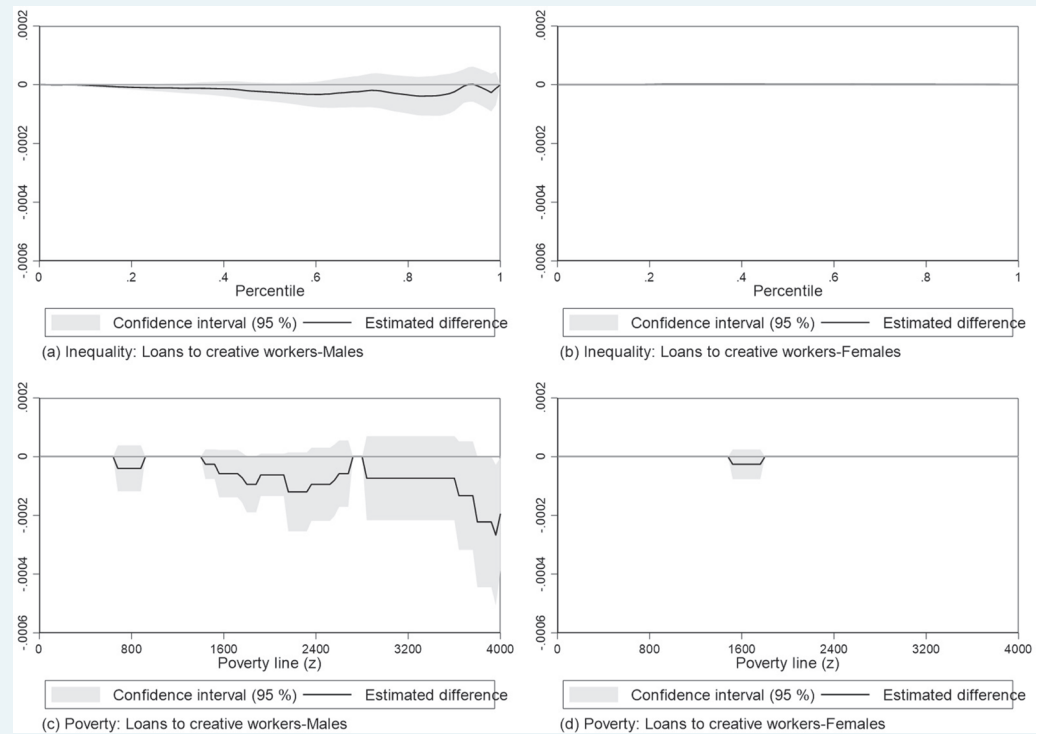 .0002
0
-.0002
-.0004
-.0006
0 .2 .4 .6 .8 1
Percentile
Confidence interval (95 %) Estimated difference
(a) Inequality: Loans to creative workers-Males
.0002
0
-.0002
-.0004
-.0006
0 .2 .4 .6 .8 1
Percentile
Confidence interval (95 %) Estimated difference
(b) Inequality: Loans to creative workers-Females
.0002
0
-.0002
-.0004
-.0006
0 800 1600 2400 3200 4000
Poverty line (z)
Confidence interval (95 %) Estimated difference
(c) Poverty: Loans to creative workers-Males
.0002
0
-.0002
-.0004
-.0006
0 800 1600 2400 3200 4000
Poverty line (z)
Confidence interval (95 %) Estimated difference
(d) Poverty: Loans to creative workers-Females